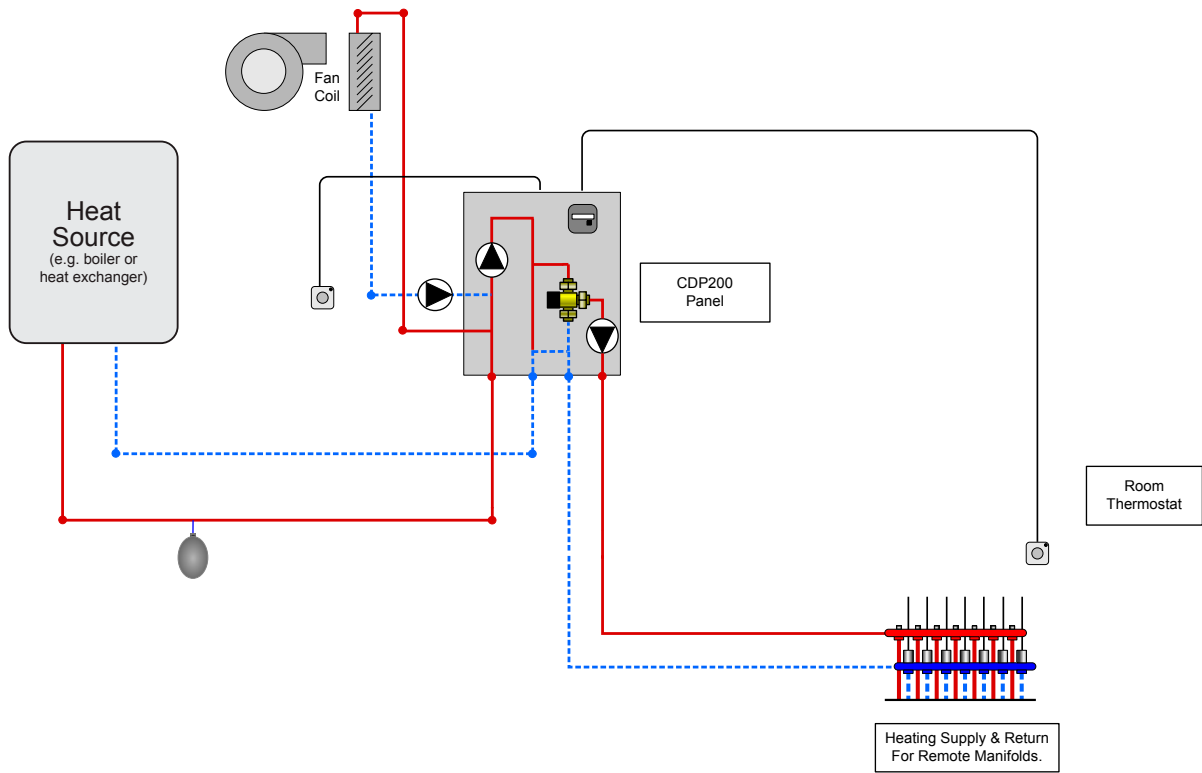 Fan
Coil
Heat
Source
(e.g. boiler or
heat exchanger)
CDP200
Panel
Room
Thermostat
Heating Supply & Return
For Remote Manifolds.